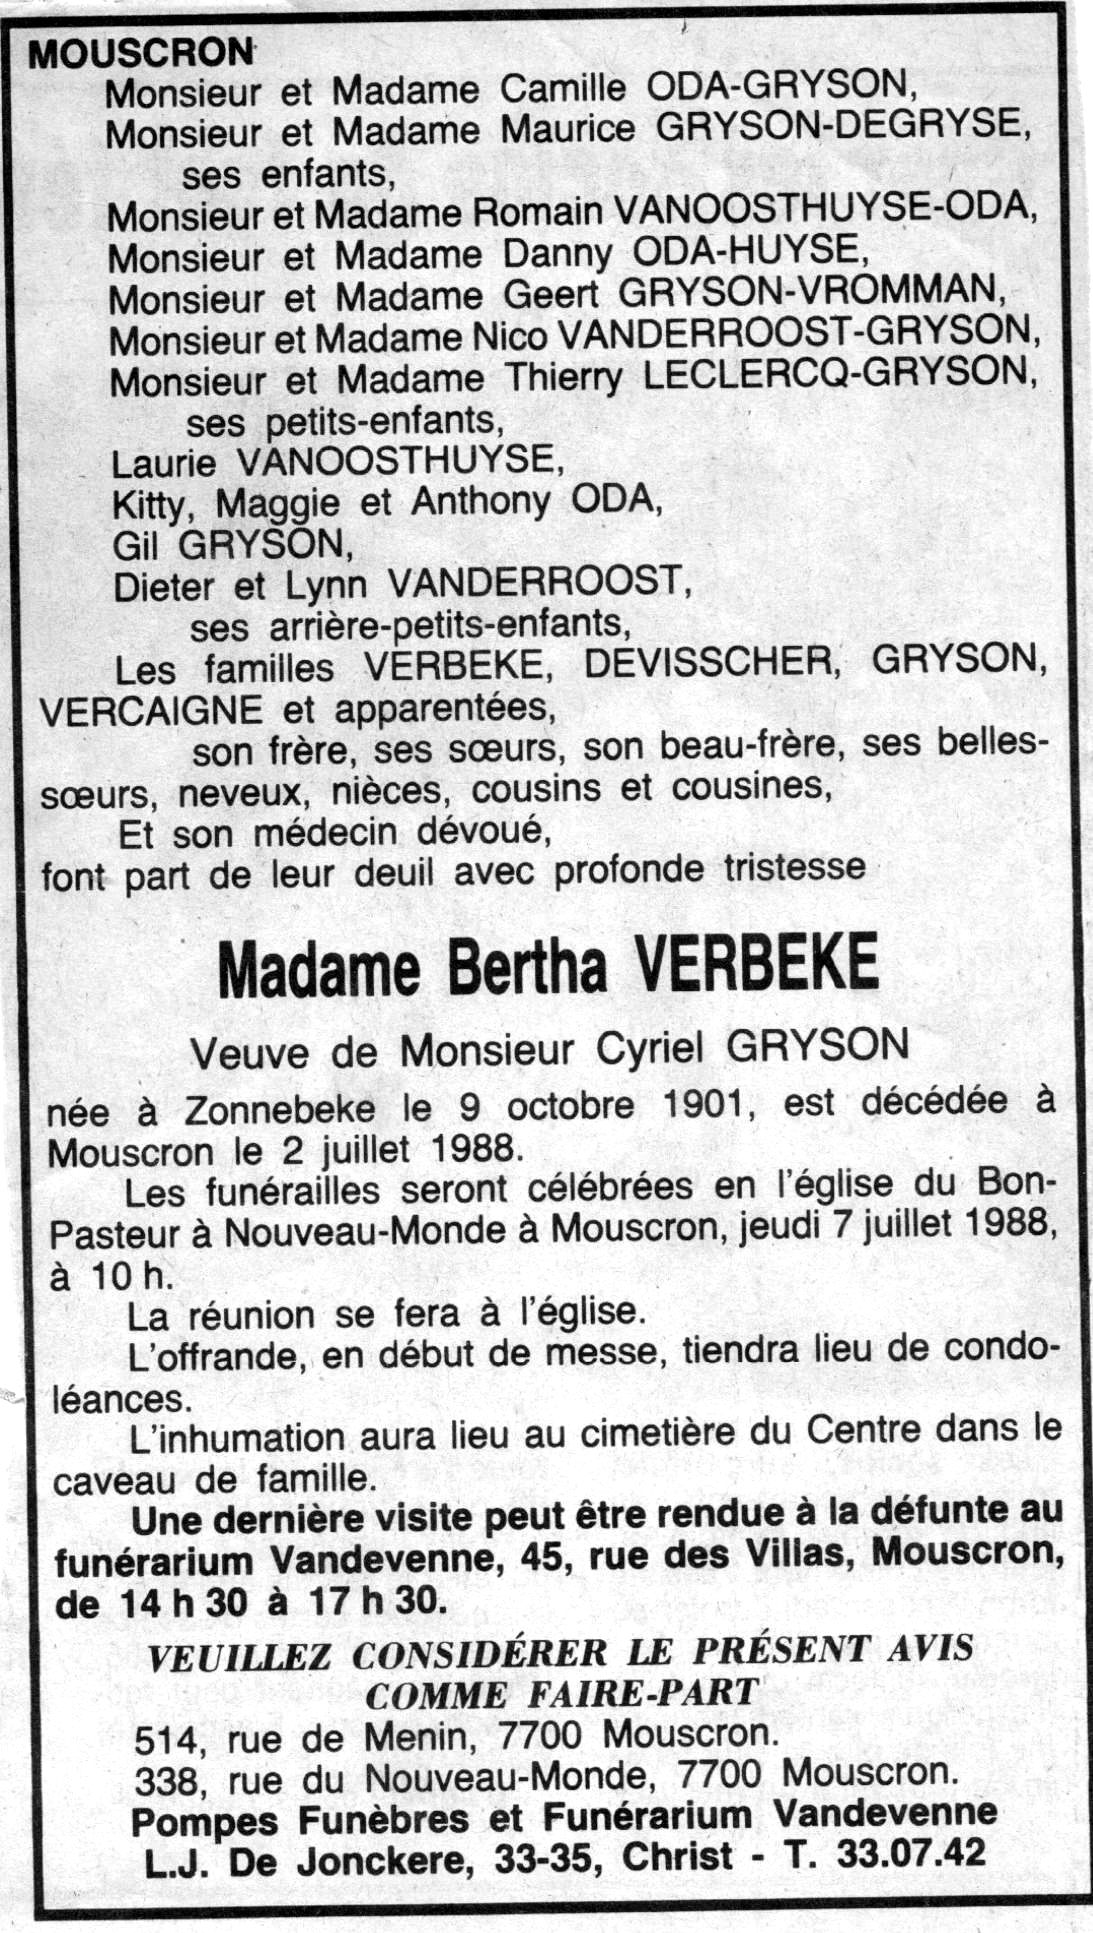 MOUSCRON
Monsieur et Madame Camille ODA-GRYSON,
Monsieur et Madame Maurice GRYSON-DEGRYSE,
ses enfants,
Monsieur et Madame Romain VANOOSTHUYSE-ODA,
Monsieur et Madame Danny ODA-HUYSE,
Monsieur et Madame Geert GRYSON-VROMMAN,
Monsieur et Madame Nico VANDERROOST-GRYSON,
Monsieur et Madame Thierry LECLERCQ-GRYSON,
ses petits-enfants,
Laurie VANOOSTHUYSE,
Kitty, Maggie et Anthony ODA,
Gil GRYSON,
Dieter et Lynn VANDERROOST,
ses arrière-petits-enfants,
Les familles VERBEKE, DEVISSCHER, GRYSON,
VERCAIGNE et apparentées,
son frère, ses sœurs, son beau-frère, ses belles-
sœurs, neveux, nièces, cousins et cousines,
Et son médecin dévoué,
font part de leur deuil avec profonde tristesse
Madame Bertha VERBEKE
Veuve de Monsieur Cyriel GRYSON
née à Zonnebeke le 9 octobre 1901, est décédée à
Mouscron le 2 juillet 1988.
Les funérailles seront célébrées en l'église du Bon-
Pasteur à Nouveau-Monde à Mouscron, jeudi 7 juillet 1988,
à 10 h.
La réunion se fera à l'église.
L'offrande, en début de messe, tiendra lieu de condo-
léances.
L'inhumation aura lieu au cimetière du Centre dans le
caveau de famille.
Une dernière visite peut être rendue à la défunte au
funérarium Vandevenne, 45, rue des Villas, Mouscron,
de 14 h 30 à 17 h 30.
VEUILLEZ CONSIDÉRER LE PRÉSENT AVIS
COMME FAIRE-PART
514, rue de Menin, 7700 Mouscron.
338, rue du Nouveau-Monde, 7700 Mouscron.
Pompes Funèbres et Funérarium Vandevenne
L.J. De Jonckere, 33-35, Christ - T. 33.07.42